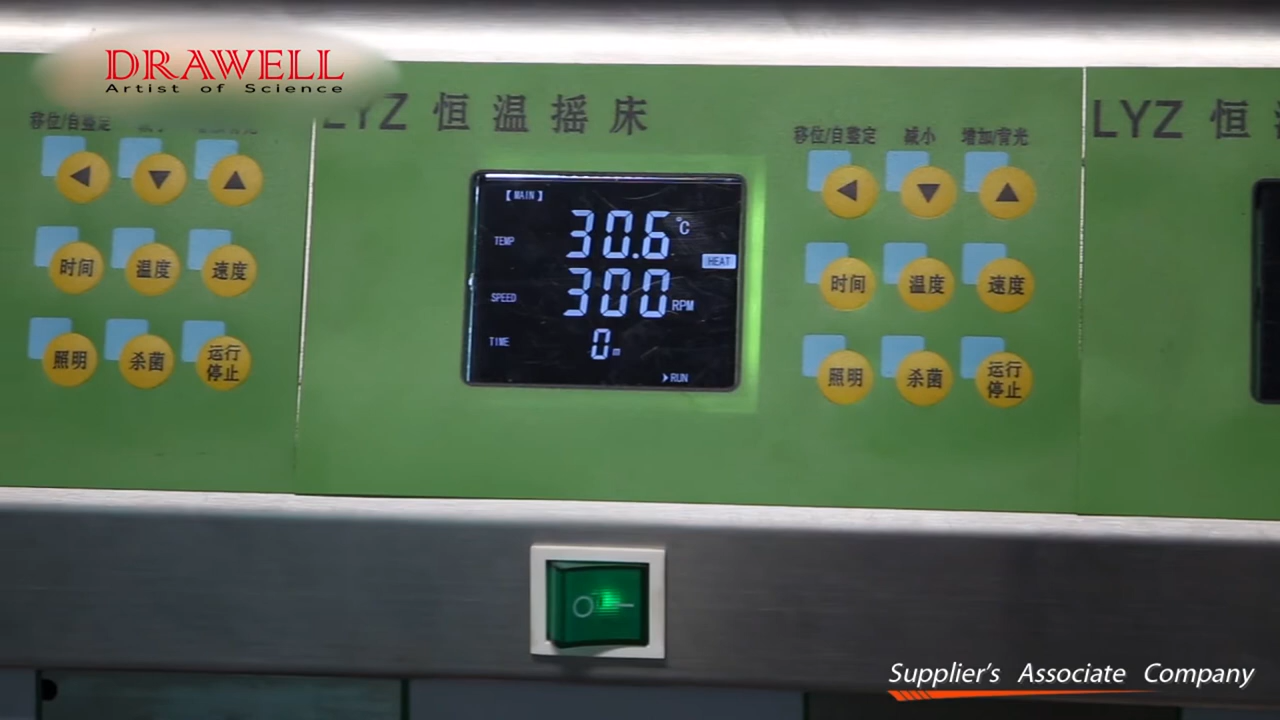 DRAWELL
Artist of Science
移位/自整定
LYZ 恒温摇床
【MAIN】
TEMP 30.6 °C
HEAT
SPEED 300 RPM
TIME 0 m
RUN
移位/自整定 减小 增加/背光
时间 温度 速度
照明 杀菌 运行停止
时间 温度 速度
照明 杀菌 运行停止
LYZ 恒
Supplier's Associate Company